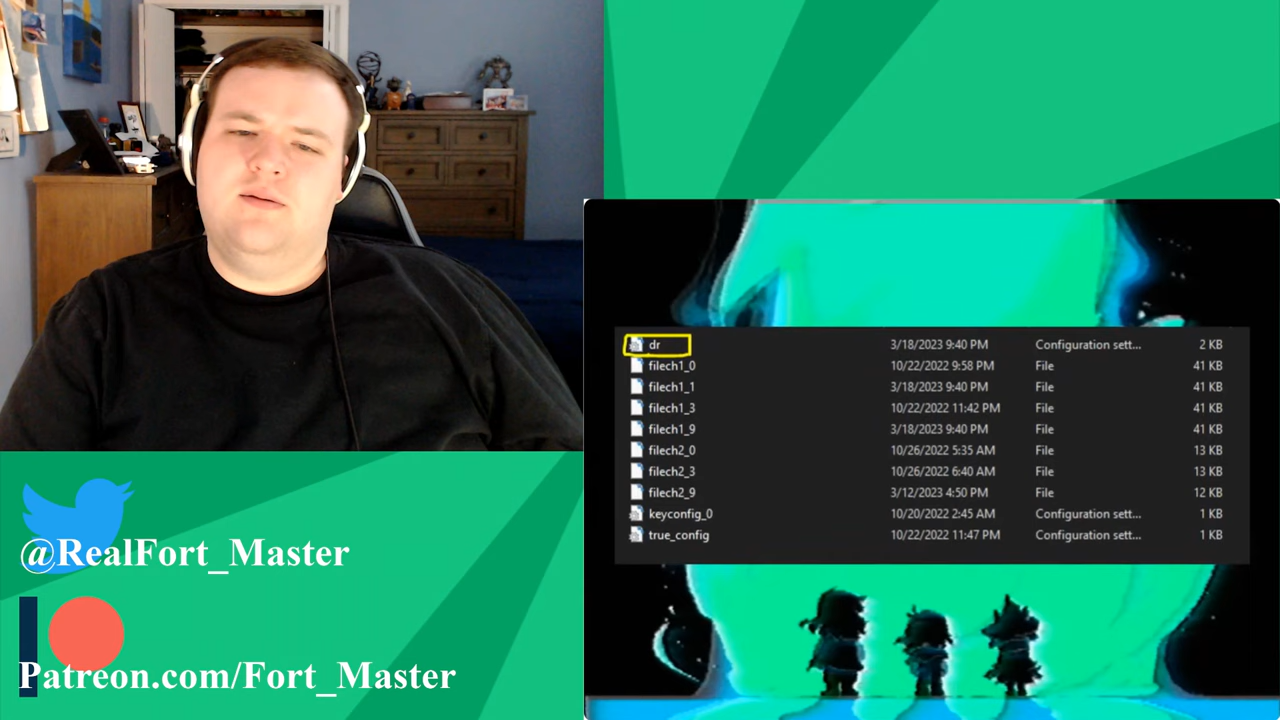 dr 3/18/2023 9:40 PM Configuration sett... 2 KB
filech1_0 10/22/2022 9:58 PM File 41 KB
filech1_1 3/18/2023 9:40 PM File 41 KB
filech1_3 10/22/2022 11:42 PM File 41 KB
filech1_9 3/18/2023 9:40 PM File 41 KB
filech2_0 10/26/2022 5:35 AM File 13 KB
filech2_3 10/26/2022 6:40 AM File 13 KB
filech2_9 3/12/2023 4:50 PM File 12 KB
keyconfig_0 10/20/2022 2:45 AM Configuration sett... 1 KB
true_config 10/22/2022 11:47 PM Configuration sett... 1 KB
@RealFort_Master
Patreon.com/Fort_Master